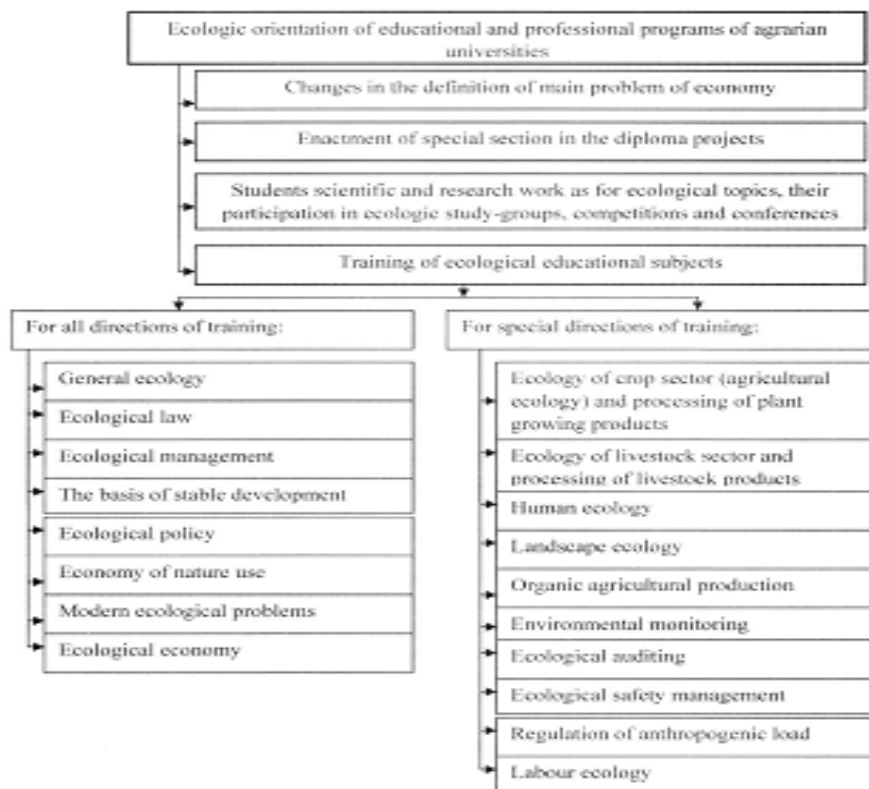 Ecologic orientation of educational and professional programs of agrarian
universities
Changes in the definition of main problem of economy
Enactment of special section in the diploma projects
Students scientific and research work as for ecological topics, their
participation in ecologic study-groups, competitions and conferences
Training of ecological educational subjects
For all directions of training:
General ecology
Ecological law
Ecological management
The basis of stable development
Ecological policy
Economy of nature use
Modern ecological problems
Ecological economy
For special directions of training:
Ecology of crop sector (agricultural
ecology) and processing of plant
growing products
Ecology of livestock sector and
processing of livestock products
Human ecology
Landscape ecology
Organic agricultural production
Environmental monitoring
Ecological auditing
Ecological safety management
Regulation of anthropogenic load
Labour ecology